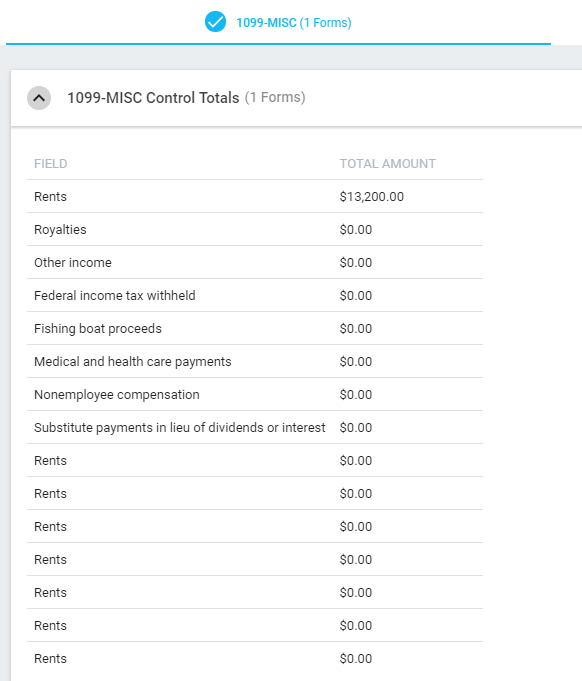 1099-MISC (1 Forms)
1099-MISC Control Totals (1 Forms)
FIELD TOTAL AMOUNT
Rents $13,200.00
Royalties $0.00
Other income $0.00
Federal income tax withheld $0.00
Fishing boat proceeds $0.00
Medical and health care payments $0.00
Nonemployee compensation $0.00
Substitute payments in lieu of dividends or interest $0.00
Rents $0.00
Rents $0.00
Rents $0.00
Rents $0.00
Rents $0.00
Rents $0.00
Rents $0.00